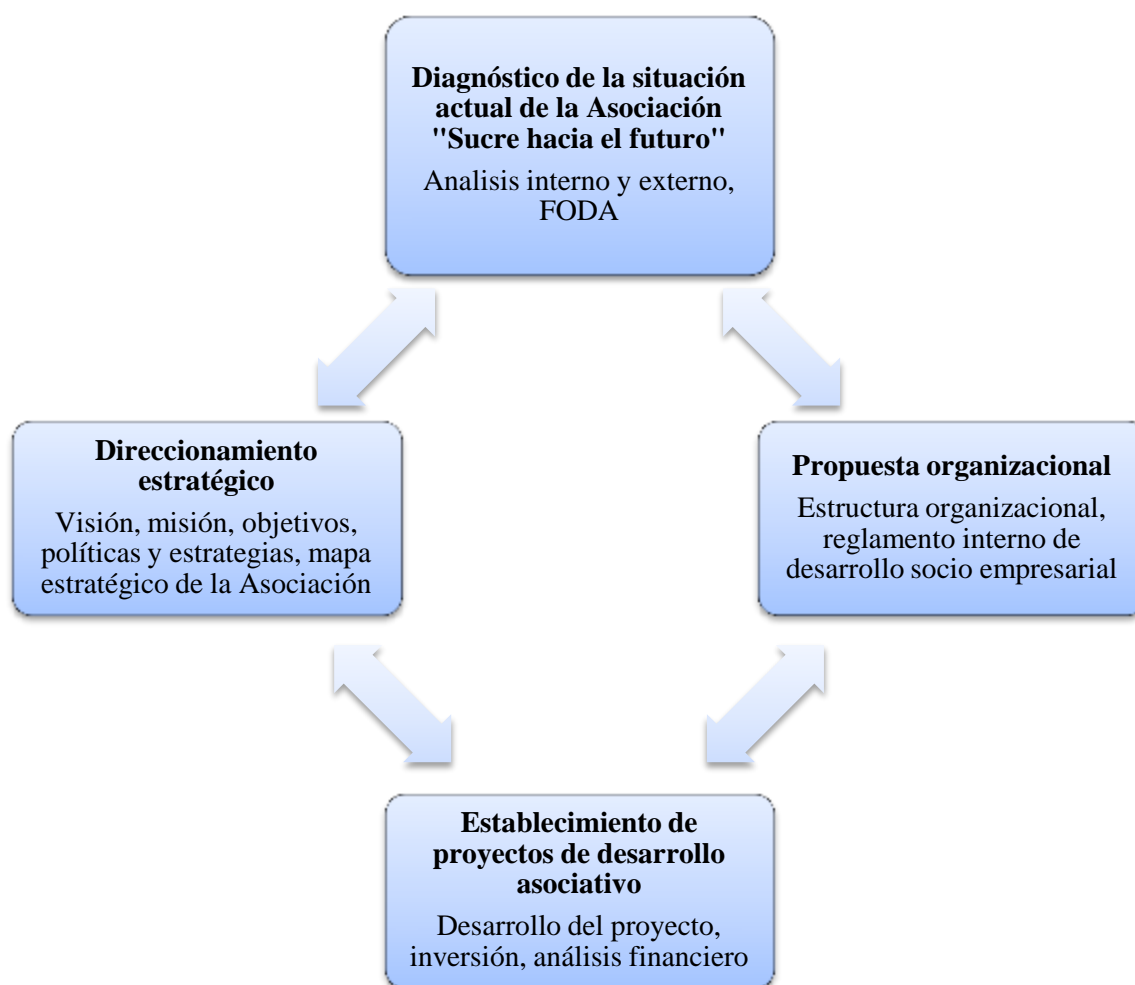 Diagnóstico de la situación
actual de la Asociación
"Sucre hacia el futuro"
Analisis interno y externo,
FODA
Direccionamiento
estratégico
Visión, misión, objetivos,
políticas y estrategias, mapa
estratégico de la Asociación
Propuesta organizacional
Estructura organizacional,
reglamento interno de
desarrollo socio empresarial
Establecimiento de
proyectos de desarrollo
asociativo
Desarrollo del proyecto,
inversión, análisis financiero